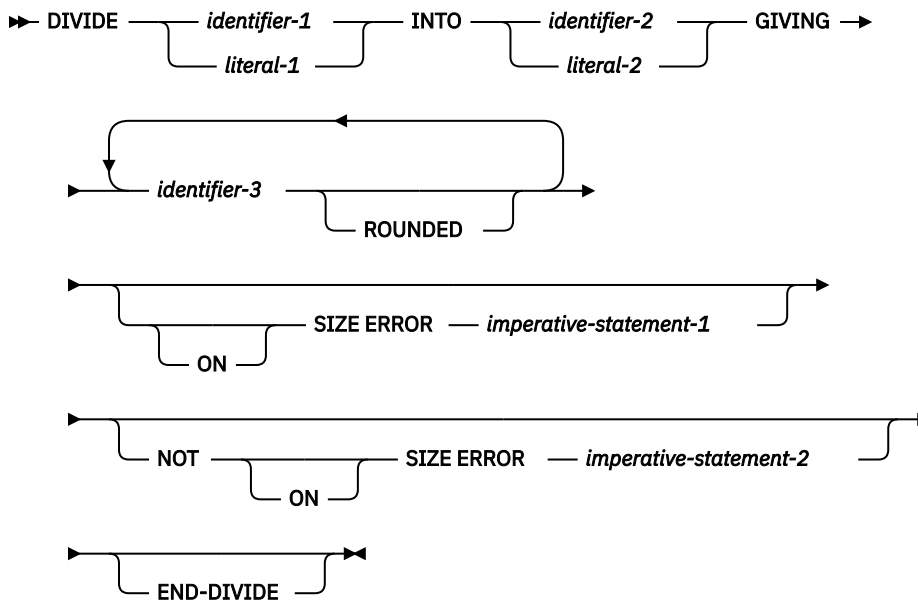 DIVIDE identifier-1 INTO identifier-2 GIVING
literal-1 literal-2
identifier-3
ROUNDED
SIZE ERROR imperative-statement-1
ON
NOT SIZE ERROR imperative-statement-2
ON
END-DIVIDE